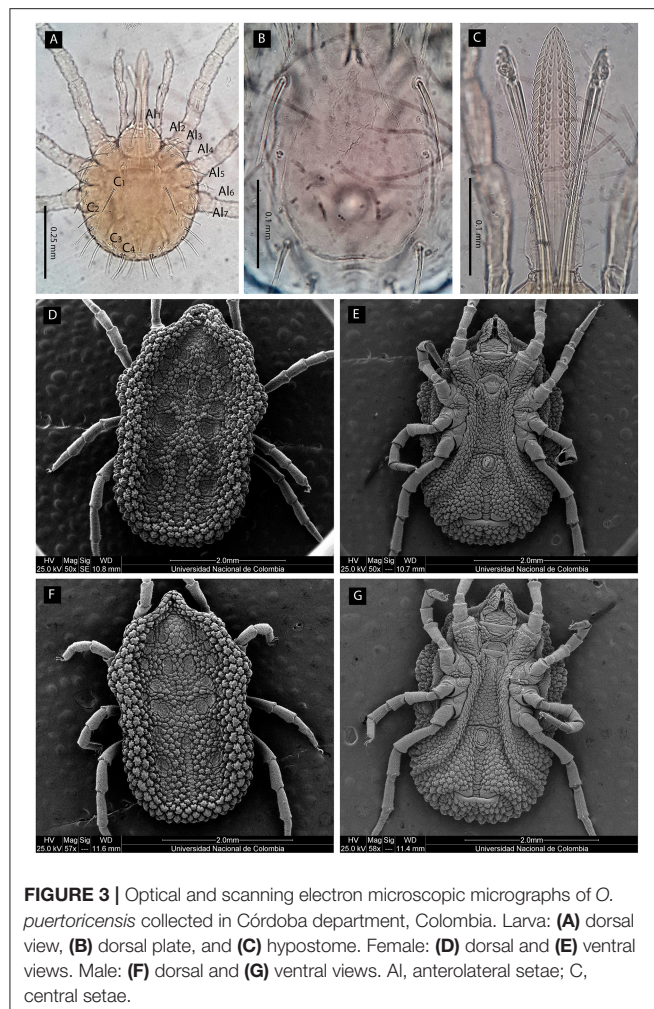 A
B
C
Al1
Al2
Al3
Al4
Al5
Al6
Al7
C1
C2
C3
C4
0.25 mm
0.1 mm
0.1 mm
D
E
HV Mag Sig WD 2.0mm
25.0 kV 50x SE 10.8 mm Universidad Nacional de Colombia
HV Mag Sig WD 2.0mm
25.0 kV 50x --- 10.7 mm Universidad Nacional de Colombia
F
G
HV Mag Sig WD 2.0mm
25.0 kV 57x --- 11.6 mm Universidad Nacional de Colombia
HV Mag Sig WD 2.0mm
25.0 kV 58x --- 11.4 mm Universidad Nacional de Colombia
FIGURE 3 | Optical and scanning electron microscopic micrographs of O.
puertoricensis collected in Córdoba department, Colombia. Larva: (A) dorsal
view, (B) dorsal plate, and (C) hypostome. Female: (D) dorsal and (E) ventral
views. Male: (F) dorsal and (G) ventral views. Al, anterolateral setae; C,
central setae.